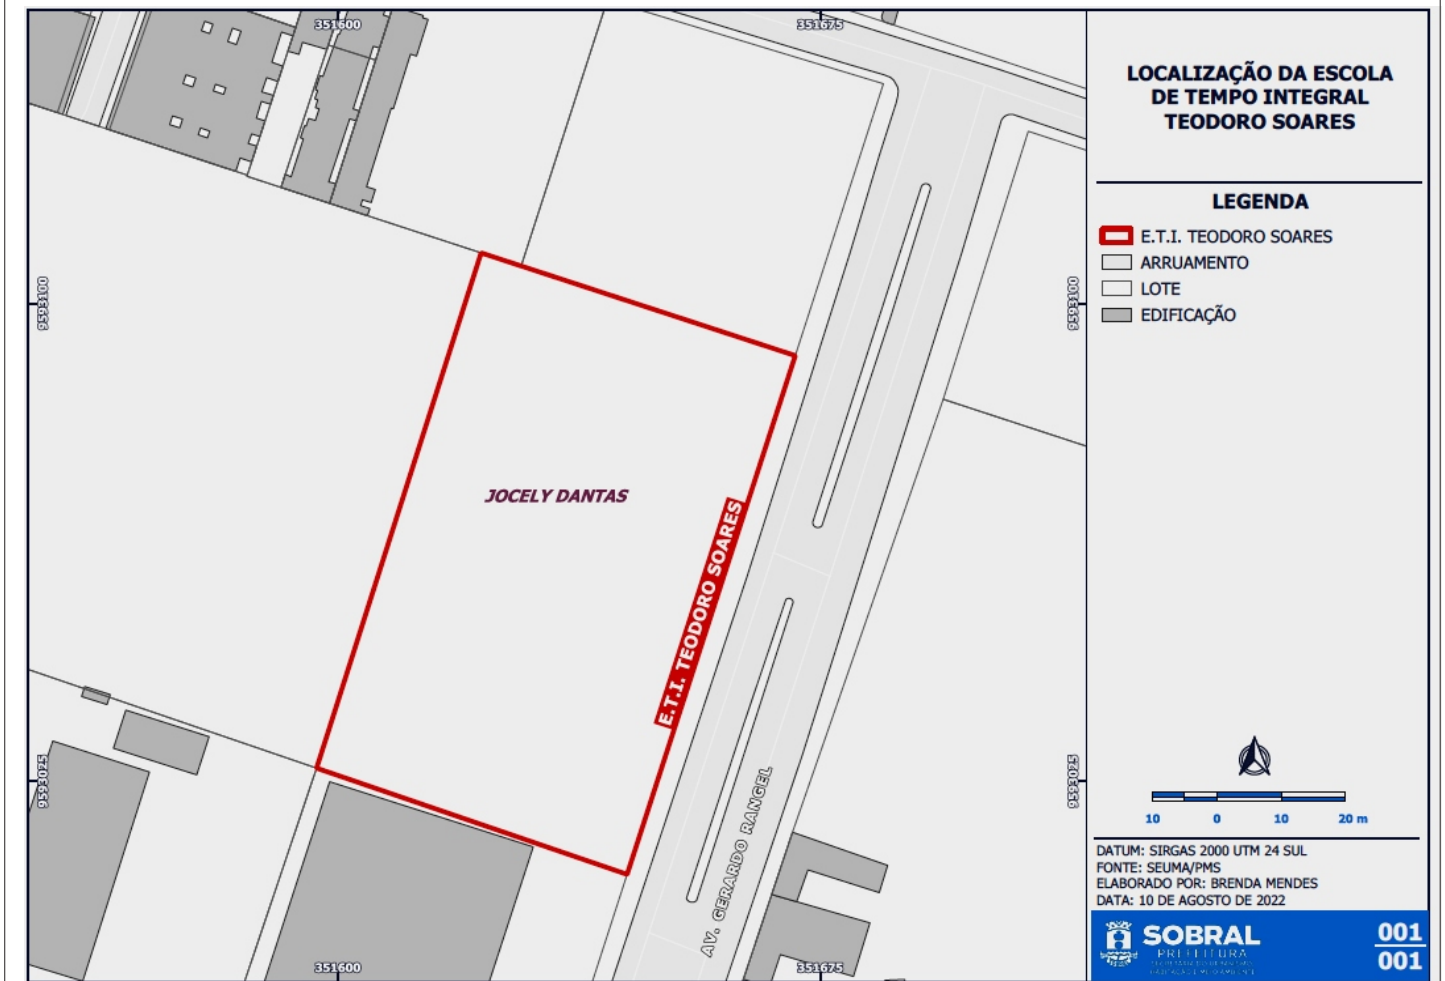 351600
351675
9593100
9593100
JOCELY DANTAS
E.T.I. TEODORO SOARES
9593025
9593025
AV. GERARDO RANGEL
351600
351675
LOCALIZAÇÃO DA ESCOLA
DE TEMPO INTEGRAL
TEODORO SOARES
LEGENDA
E.T.I. TEODORO SOARES
ARRUAMENTO
LOTE
EDIFICAÇÃO
10 0 10 20 m
DATUM: SIRGAS 2000 UTM 24 SUL
FONTE: SEUMA/PMS
ELABORADO POR: BRENDA MENDES
DATA: 10 DE AGOSTO DE 2022
SOBRAL
PREFEITURA
001
001